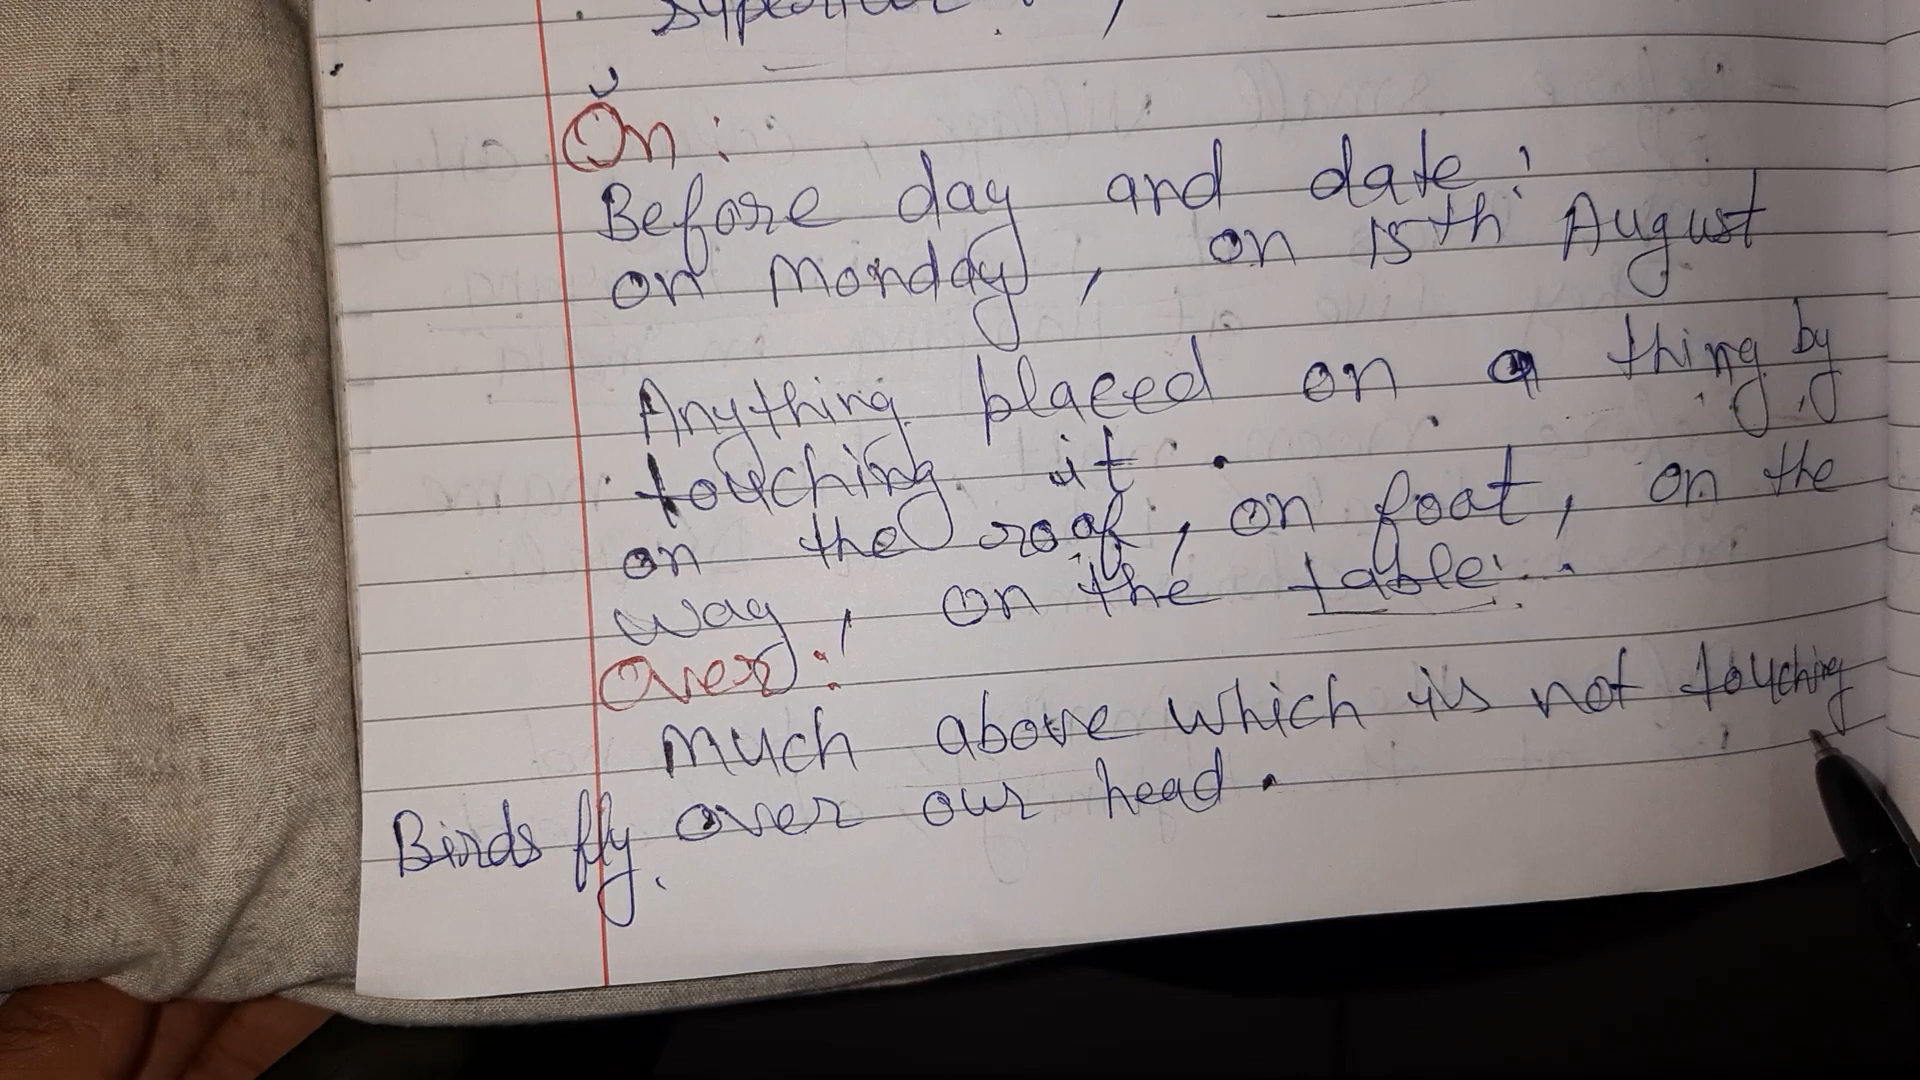 On:
Before day and date:
on Monday, on 15th August
Anything placed on a thing by
touching it.
on the roof, on foot, on the
way, on the table.
Over:
Much above which is not touching
Birds fly over our head.